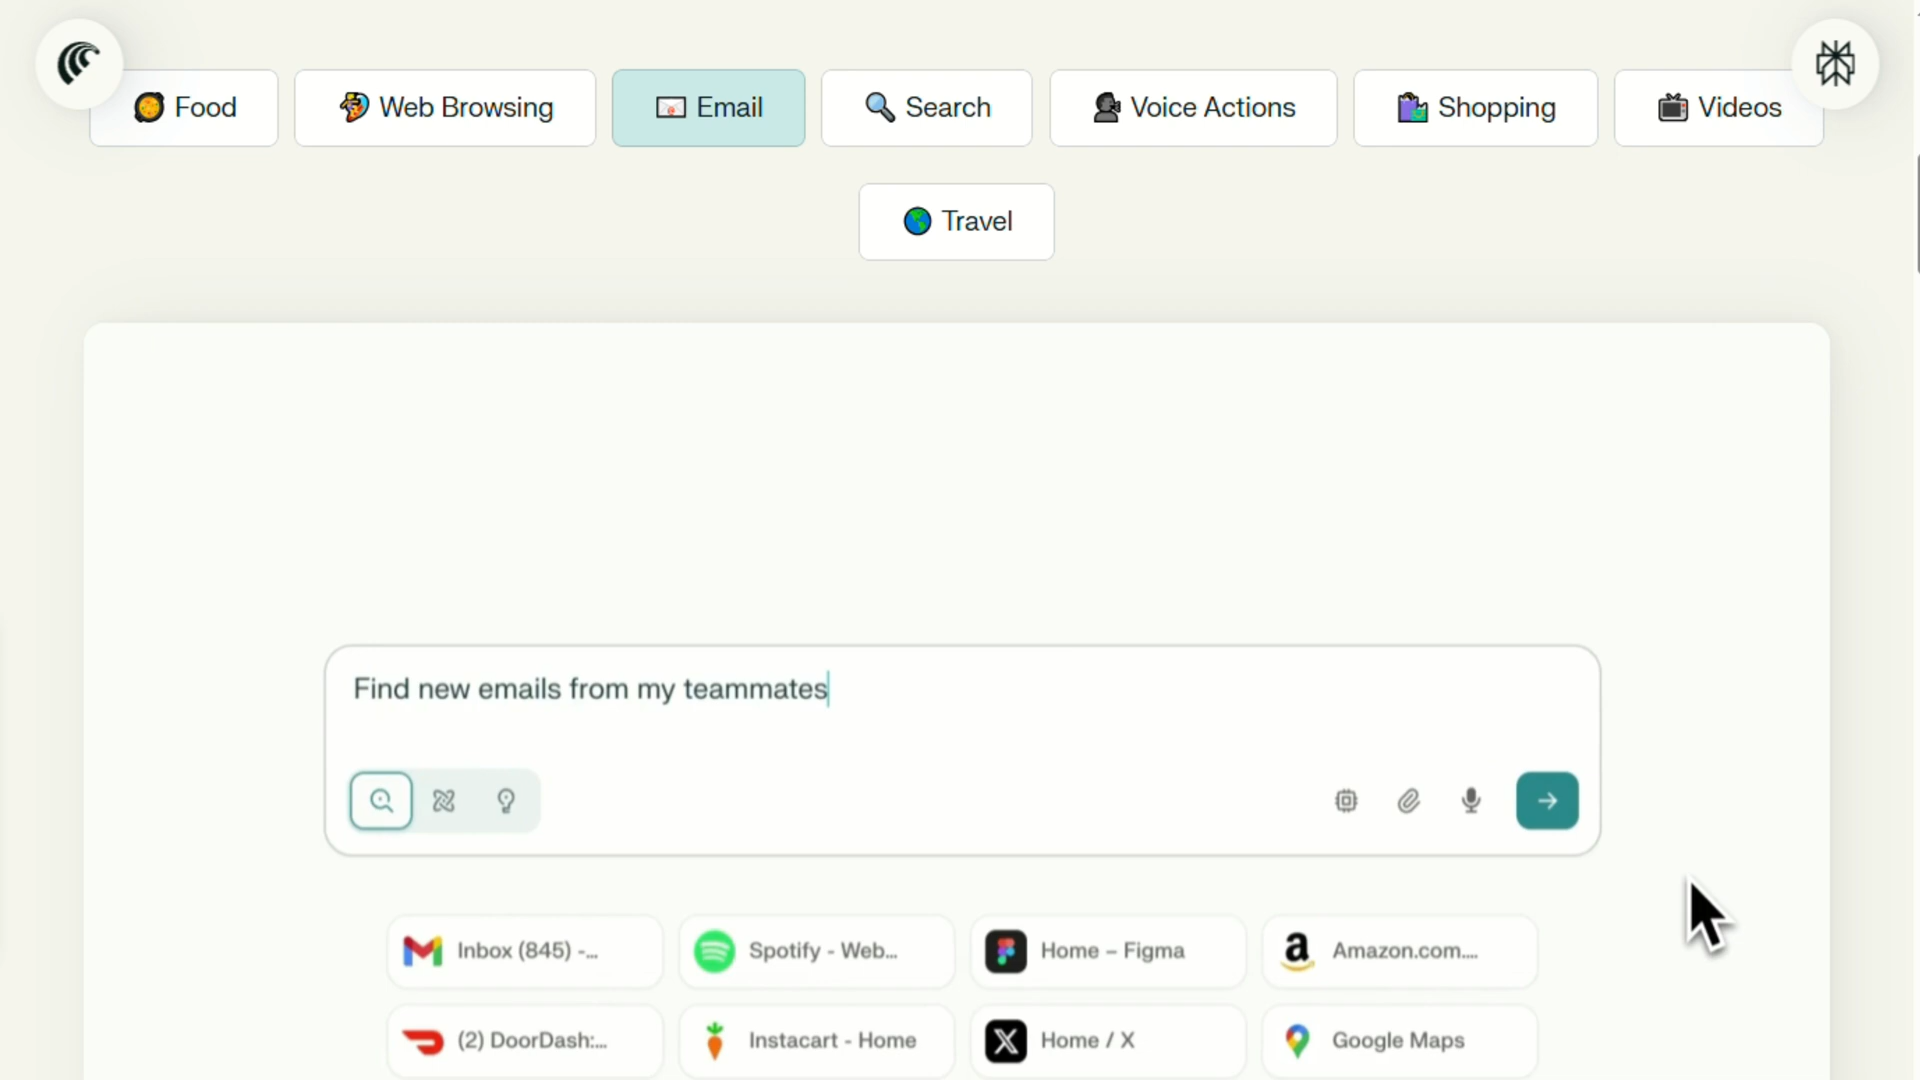 Food
Web Browsing
Email
Search
Voice Actions
Shopping
Videos
Travel
Find new emails from my teammates
Inbox (845) -...
Spotify - Web...
Home – Figma
Amazon.com....
(2) DoorDash:...
Instacart - Home
Home / X
Google Maps